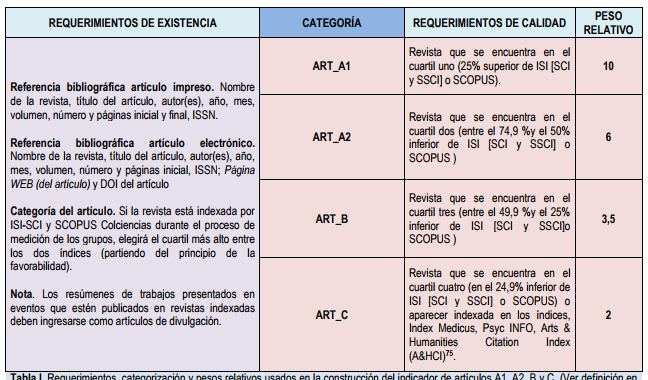 REQUERIMIENTOS DE EXISTENCIA
CATEGORÍA
REQUERIMIENTOS DE CALIDAD
PESO
RELATIVO
Referencia bibliográfica artículo impreso. Nombre
de la revista, título del artículo, autor(es), año, mes,
volumen, número y páginas inicial y final, ISSN.
Referencia bibliográfica artículo electrónico.
Nombre de la revista, título del artículo, autor(es), año,
mes, volumen, número y páginas inicial, ISSN; Página
WEB (del artículo) y DOI del artículo
Categoría del artículo. Si la revista está indexada por
ISI-SCI y SCOPUS Colciencias durante el proceso de
medición de los grupos, elegirá el cuartil más alto entre
los dos índices (partiendo del principio de la
favorabilidad).
Nota. Los resúmenes de trabajos presentados en
eventos que estén publicados en revistas indexadas
deben ingresarse como artículos de divulgación.
ART_A1
Revista que se encuentra en el
cuartil uno (25% superior de ISI [SCI
y SSCI] o SCOPUS).
10
ART_A2
Revista que se encuentra en el
cuartil dos (entre el 74,9 %y el 50%
inferior de ISI [SCI y SSCI] o
SCOPUS )
6
ART_B
Revista que se encuentra en el
cuartil tres (entre el 49,9 %y el 25%
inferior de ISI [SCI y SSCI]o
SCOPUS )
3,5
ART_C
Revista que se encuentra en el
cuartil cuatro (en el 24,9% inferior de
ISI [SCI y SSCI] o SCOPUS) o
aparecer indexada en los índices,
Index Medicus, Psyc INFO, Arts &
Humanities Citation Index
(A&HCI)75.
2
Tabla I. Requerimientos, categorización y pesos relativos usados en la construcción del indicador de artículos A1, A2, B y C. (Ver definición en